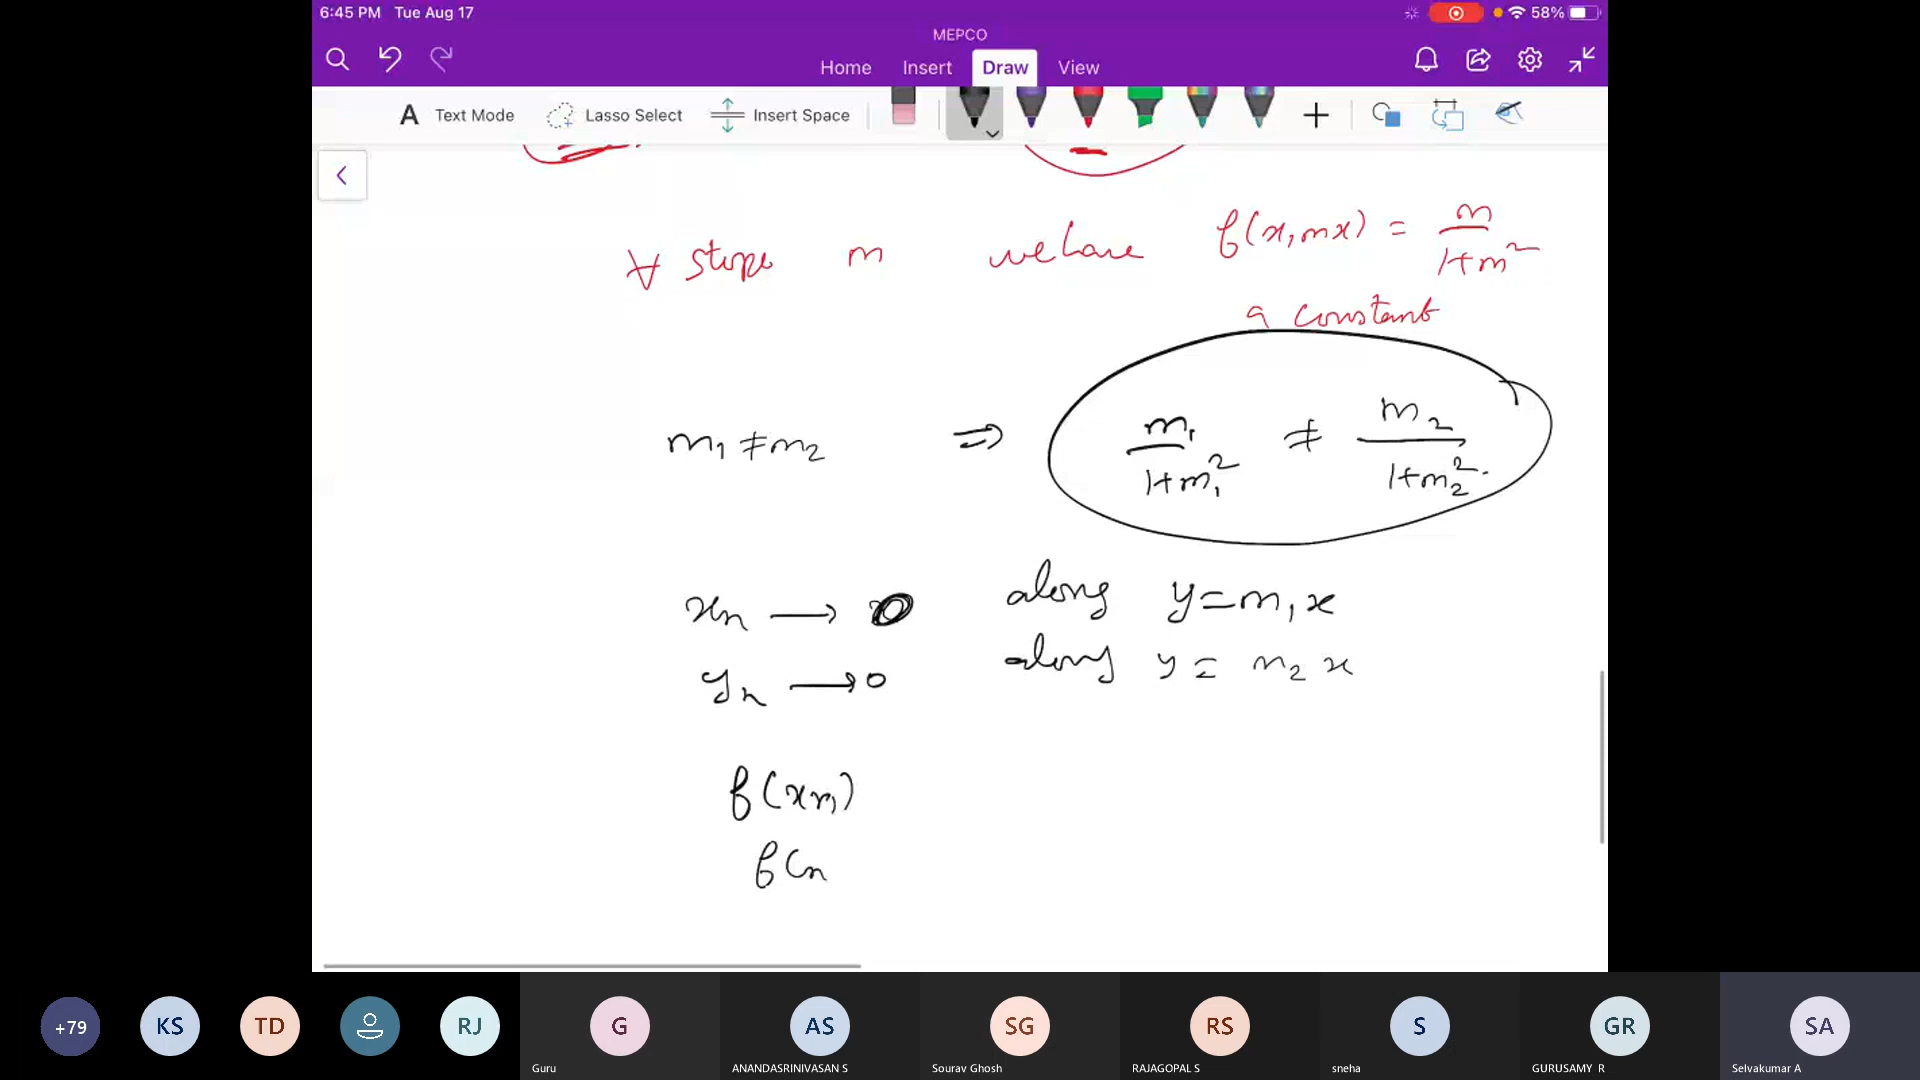 6:45 PM Tue Aug 17 58%
MEPCO
Home Insert Draw View
A Text Mode Lasso Select Insert Space
∀ slope m we have f(x, mx) = m/(1+m²)
a constant
m₁ ≠ m₂ ⇒ m₁/(1+m₁²) ≠ m₂/(1+m₂²).
xₙ → 0 along y = m₁x
yₙ → 0 along y = m₂x
f(xₙ)
f(x
+79 KS TD RJ G AS SG RS S GR SA
Guru ANANDASRINIVASAN S Sourav Ghosh RAJAGOPAL S sneha GURUSAMY R Selvakumar A